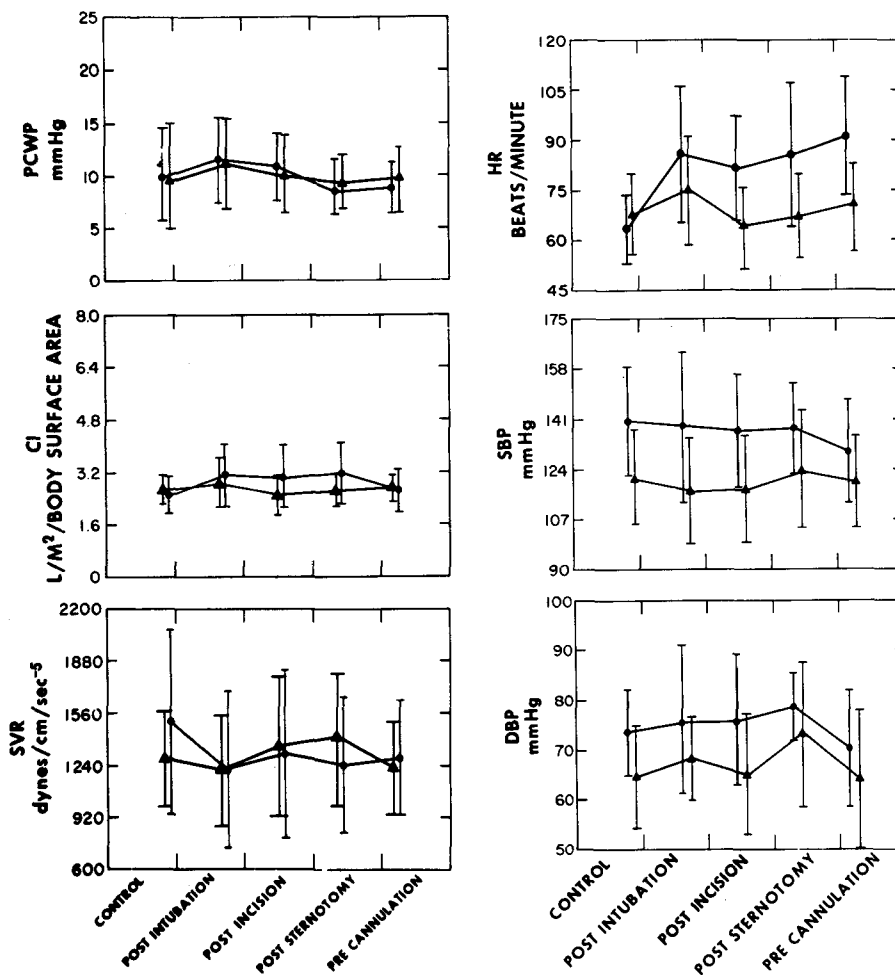 PCWP
mmHg
25
20
15
10
5
0
CI
L/M²/BODY SURFACE AREA
8.0
6.4
4.8
3.2
1.6
0
SVR
dynes/cm/sec⁻⁵
2200
1880
1560
1240
920
600
CONTROL
POST INTUBATION
POST INCISION
POST STERNOTOMY
PRE CANNULATION
HR
BEATS/MINUTE
120
105
90
75
60
45
SBP
mmHg
175
158
141
124
107
90
DBP
mmHg
100
90
80
70
60
50
CONTROL
POST INTUBATION
POST INCISION
POST STERNOTOMY
PRE CANNULATION